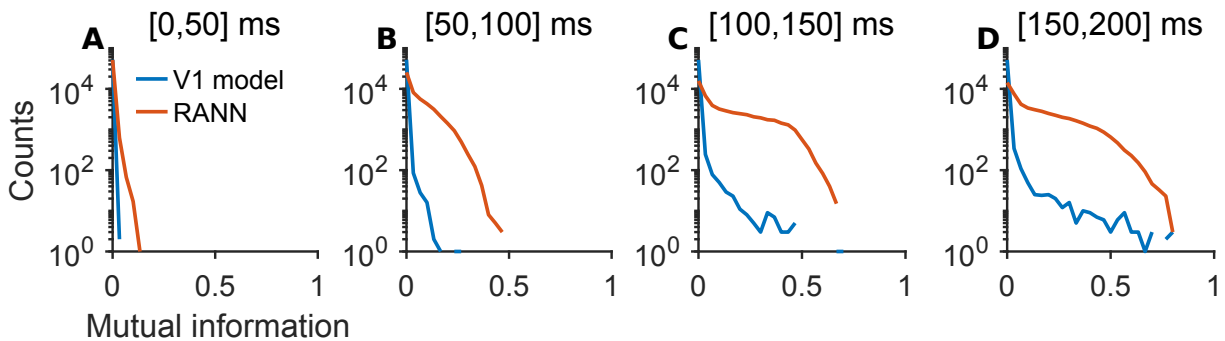 A [0,50] ms
B [50,100] ms
C [100,150] ms
D [150,200] ms
Counts
10^4
10^2
10^0
V1 model
RANN
0 0.5 1
Mutual information
10^4
10^2
10^0
0 0.5 1
10^4
10^2
10^0
0 0.5 1
10^4
10^2
10^0
0 0.5 1